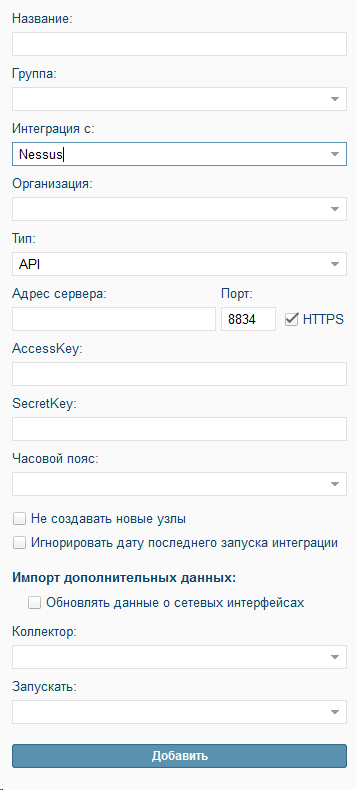 Название:
Группа:
Интеграция с:
Nessus
Организация:
Тип:
API
Адрес сервера: Порт:
8834 HTTPS
AccessKey:
SecretKey:
Часовой пояс:
Не создавать новые узлы
Игнорировать дату последнего запуска интеграции
Импорт дополнительных данных:
Обновлять данные о сетевых интерфейсах
Коллектор:
Запускать:
Добавить